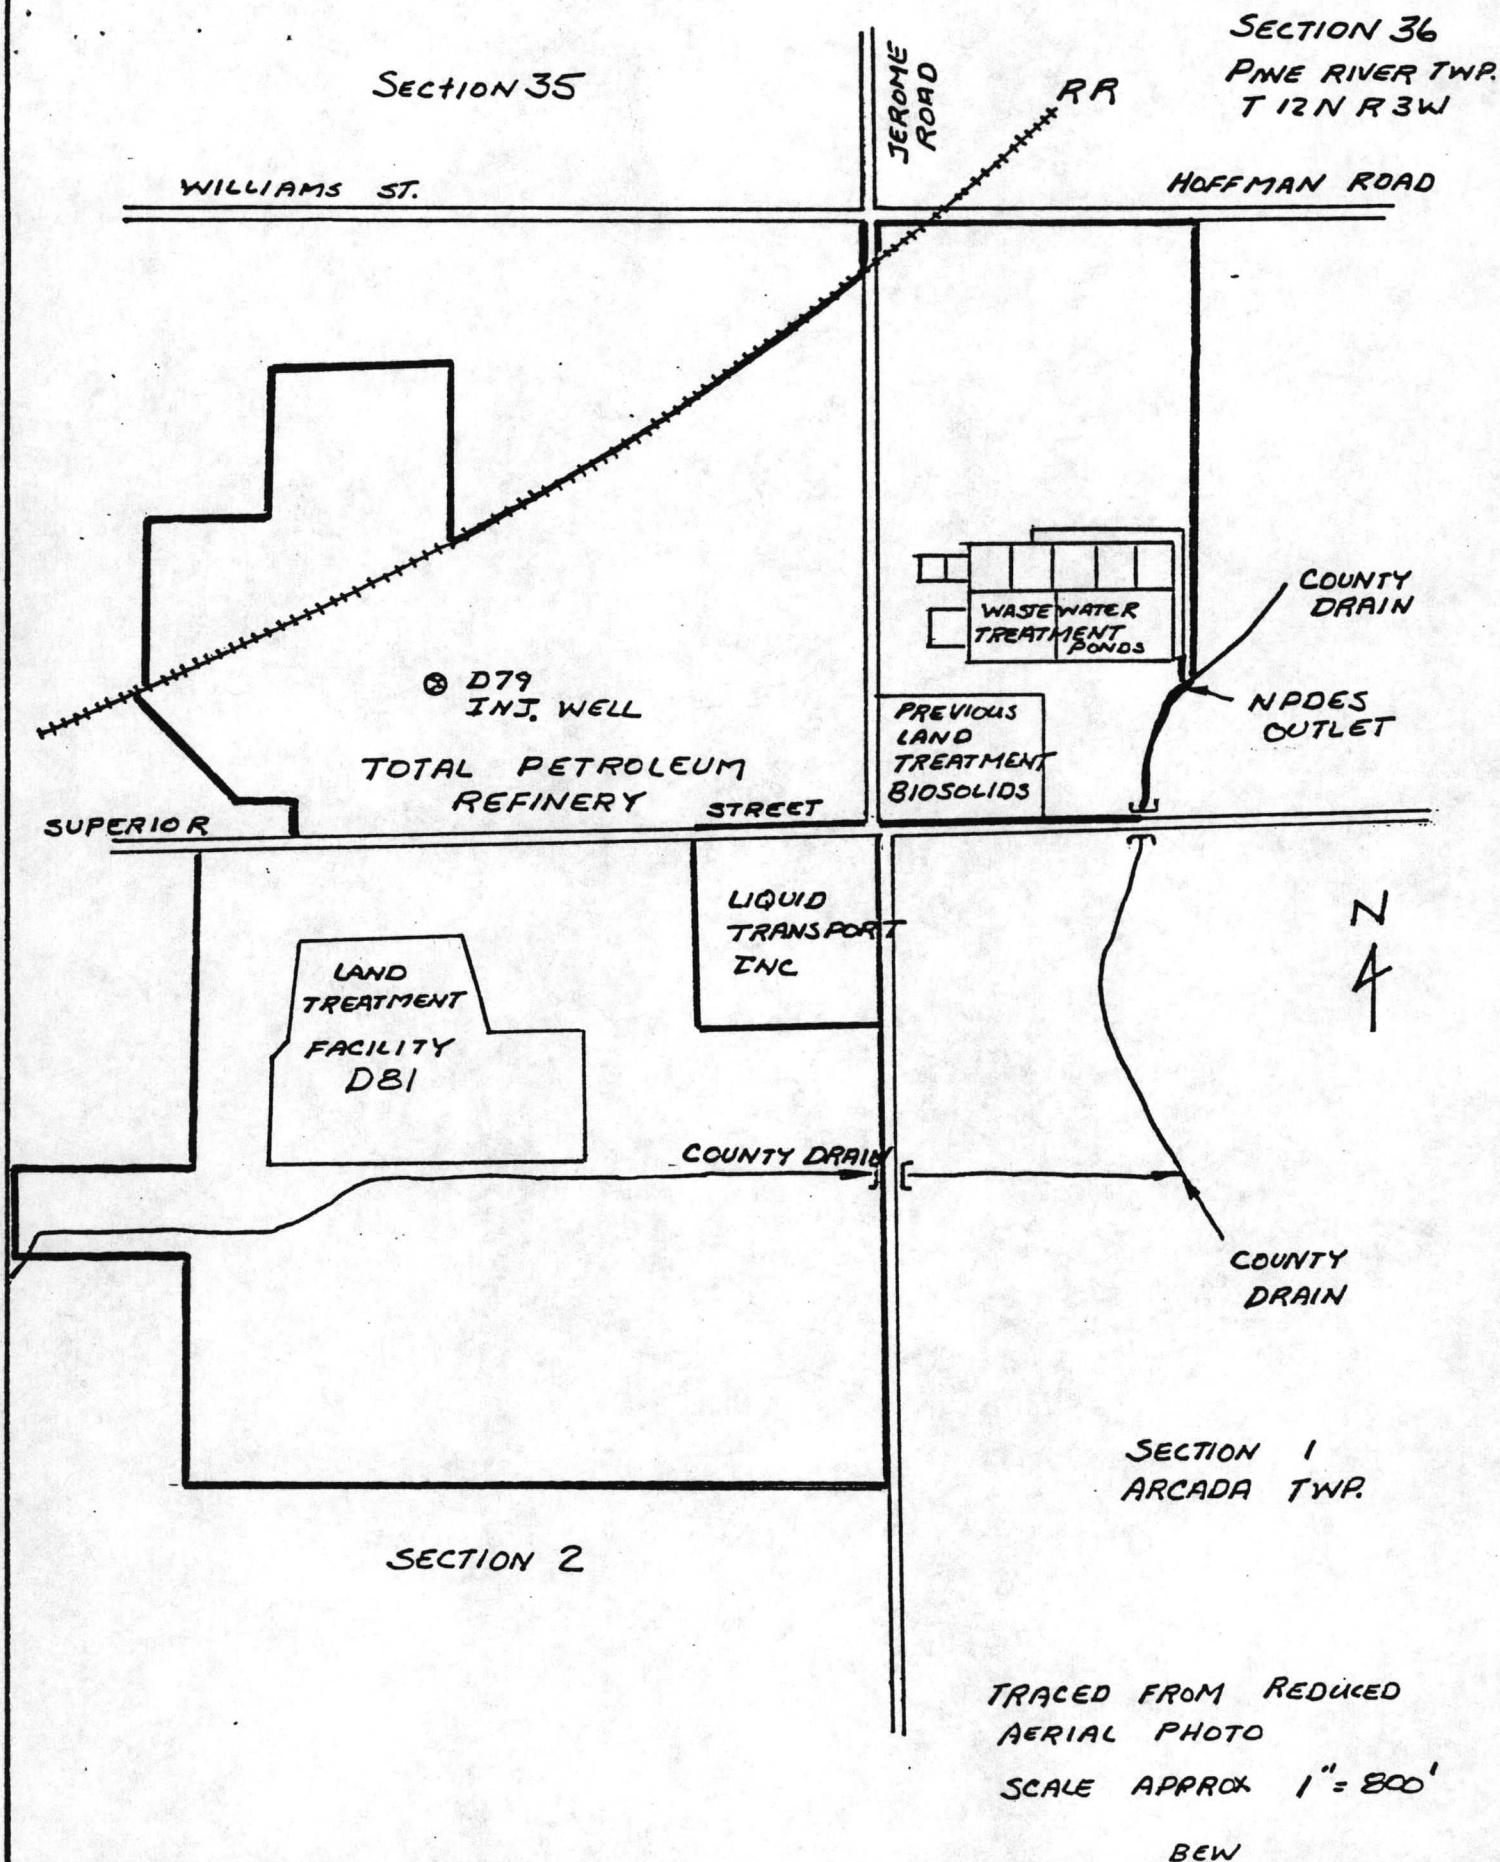 SECTION 35
JEROME
ROAD
RR
SECTION 36
PINE RIVER TWP.
T 12 N R 3 W
WILLIAMS ST.
HOFFMAN ROAD
WASTEWATER
TREATMENT
PONDS
COUNTY
DRAIN
NPDES
OUTLET
D79
INJ. WELL
PREVIOUS
LAND
TREATMENT
BIOSOLIDS
TOTAL PETROLEUM
REFINERY
SUPERIOR
STREET
LIQUID
TRANSPORT
INC
N
LAND
TREATMENT
FACILITY
D81
COUNTY DRAIN
COUNTY
DRAIN
SECTION 1
ARCADA TWP.
SECTION 2
TRACED FROM REDUCED
AERIAL PHOTO
SCALE APPROX 1" = 800'
BEW